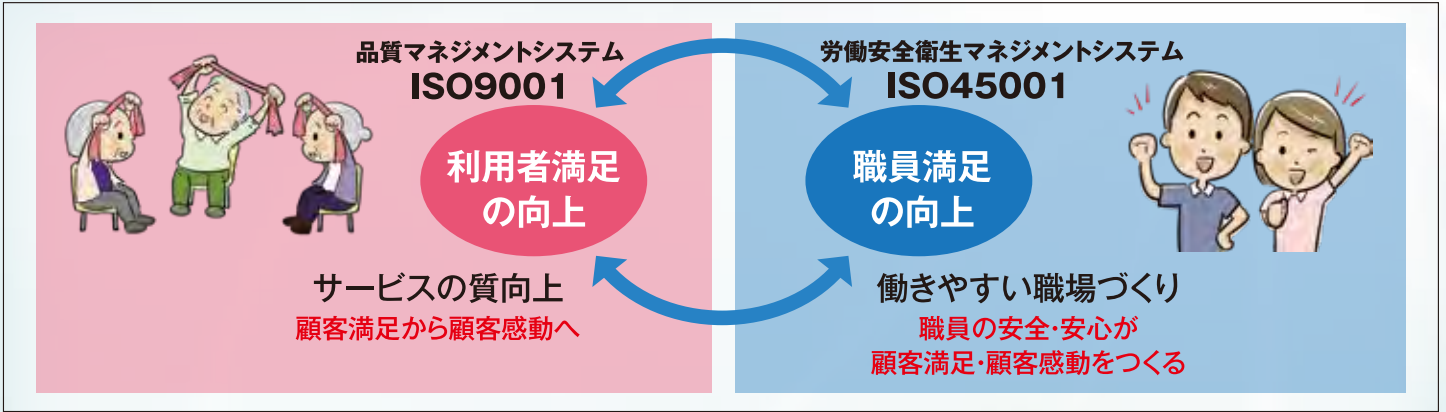 品質マネジメントシステム
ISO9001
利用者満足
の向上
サービスの質向上
顧客満足から顧客感動へ
労働安全衛生マネジメントシステム
ISO45001
職員満足
の向上
働きやすい職場づくり
職員の安全・安心が
顧客満足・顧客感動をつくる